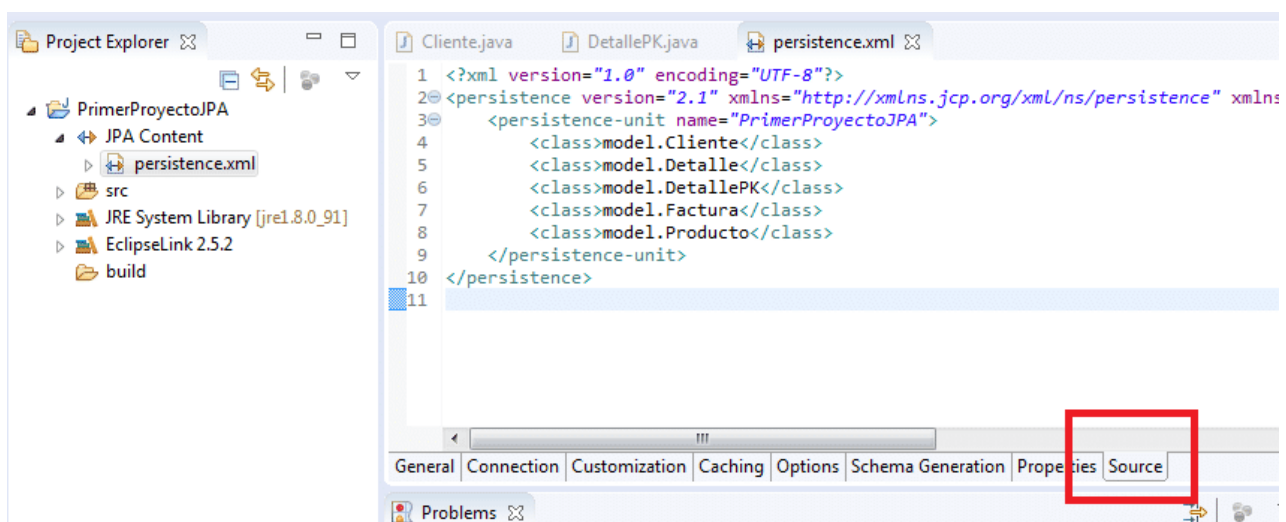 Project Explorer
PrimerProyectoJPA
JPA Content
persistence.xml
src
JRE System Library [jre1.8.0_91]
EclipseLink 2.5.2
build
Cliente.java DetallePK.java persistence.xml
1 <?xml version="1.0" encoding="UTF-8"?>
2 <persistence version="2.1" xmlns="http://xmlns.jcp.org/xml/ns/persistence" xmlns
3 <persistence-unit name="PrimerProyectoJPA">
4 <class>model.Cliente</class>
5 <class>model.Detalle</class>
6 <class>model.DetallePK</class>
7 <class>model.Factura</class>
8 <class>model.Producto</class>
9 </persistence-unit>
10 </persistence>
11
General Connection Customization Caching Options Schema Generation Properties Source
Problems